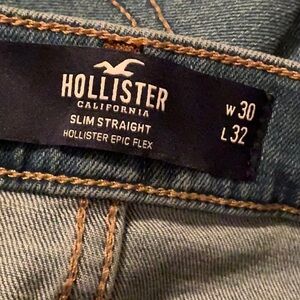 HOLLISTER
CALIFORNIA
SLIM STRAIGHT
HOLLISTER EPIC FLEX
W 30
L 32